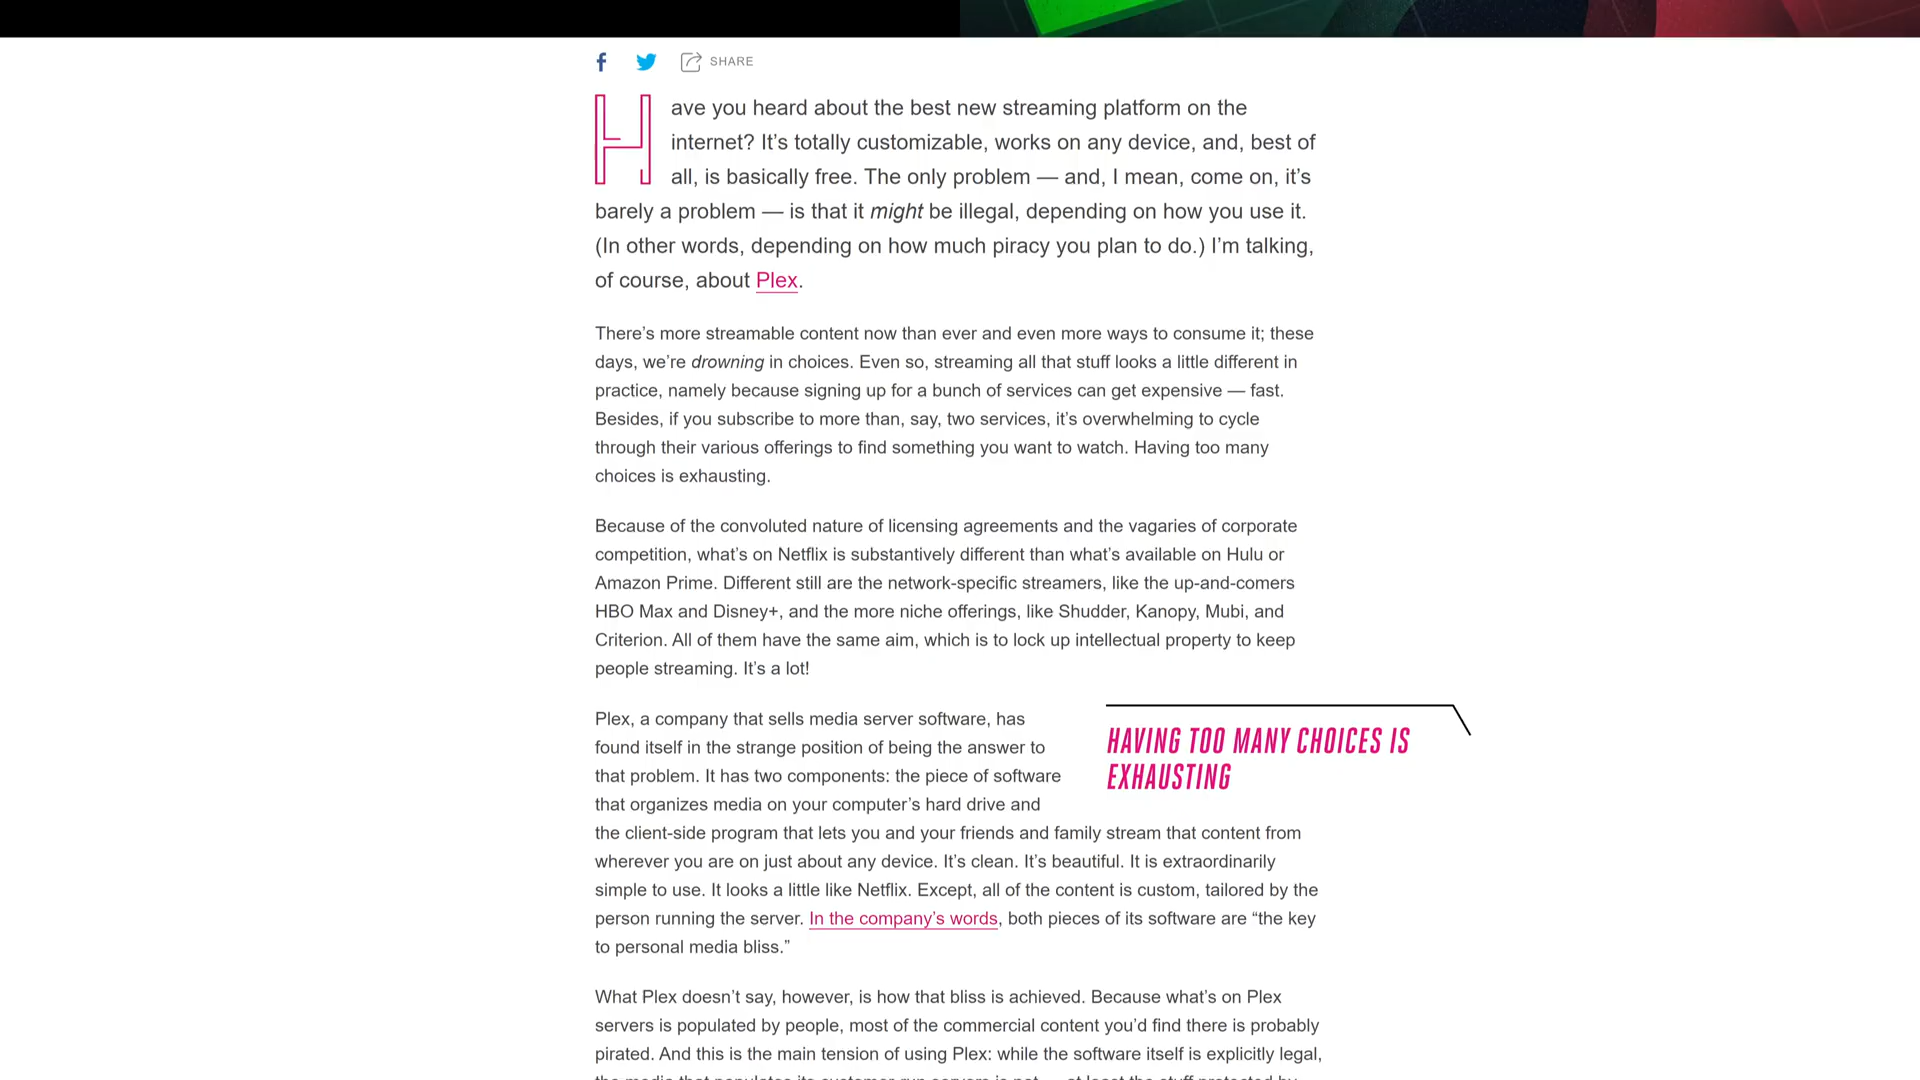 SHARE
Have you heard about the best new streaming platform on the
internet? It’s totally customizable, works on any device, and, best of
all, is basically free. The only problem — and, I mean, come on, it’s
barely a problem — is that it might be illegal, depending on how you use it.
(In other words, depending on how much piracy you plan to do.) I’m talking,
of course, about Plex.
There’s more streamable content now than ever and even more ways to consume it; these
days, we’re drowning in choices. Even so, streaming all that stuff looks a little different in
practice, namely because signing up for a bunch of services can get expensive — fast.
Besides, if you subscribe to more than, say, two services, it’s overwhelming to cycle
through their various offerings to find something you want to watch. Having too many
choices is exhausting.
Because of the convoluted nature of licensing agreements and the vagaries of corporate
competition, what’s on Netflix is substantively different than what’s available on Hulu or
Amazon Prime. Different still are the network-specific streamers, like the up-and-comers
HBO Max and Disney+, and the more niche offerings, like Shudder, Kanopy, Mubi, and
Criterion. All of them have the same aim, which is to lock up intellectual property to keep
people streaming. It’s a lot!
Plex, a company that sells media server software, has
found itself in the strange position of being the answer to
that problem. It has two components: the piece of software
that organizes media on your computer’s hard drive and
the client-side program that lets you and your friends and family stream that content from
wherever you are on just about any device. It’s clean. It’s beautiful. It is extraordinarily
simple to use. It looks a little like Netflix. Except, all of the content is custom, tailored by the
person running the server. In the company’s words, both pieces of its software are “the key
to personal media bliss.”
HAVING TOO MANY CHOICES IS
EXHAUSTING
What Plex doesn’t say, however, is how that bliss is achieved. Because what’s on Plex
servers is populated by people, most of the commercial content you’d find there is probably
pirated. And this is the main tension of using Plex: while the software itself is explicitly legal,